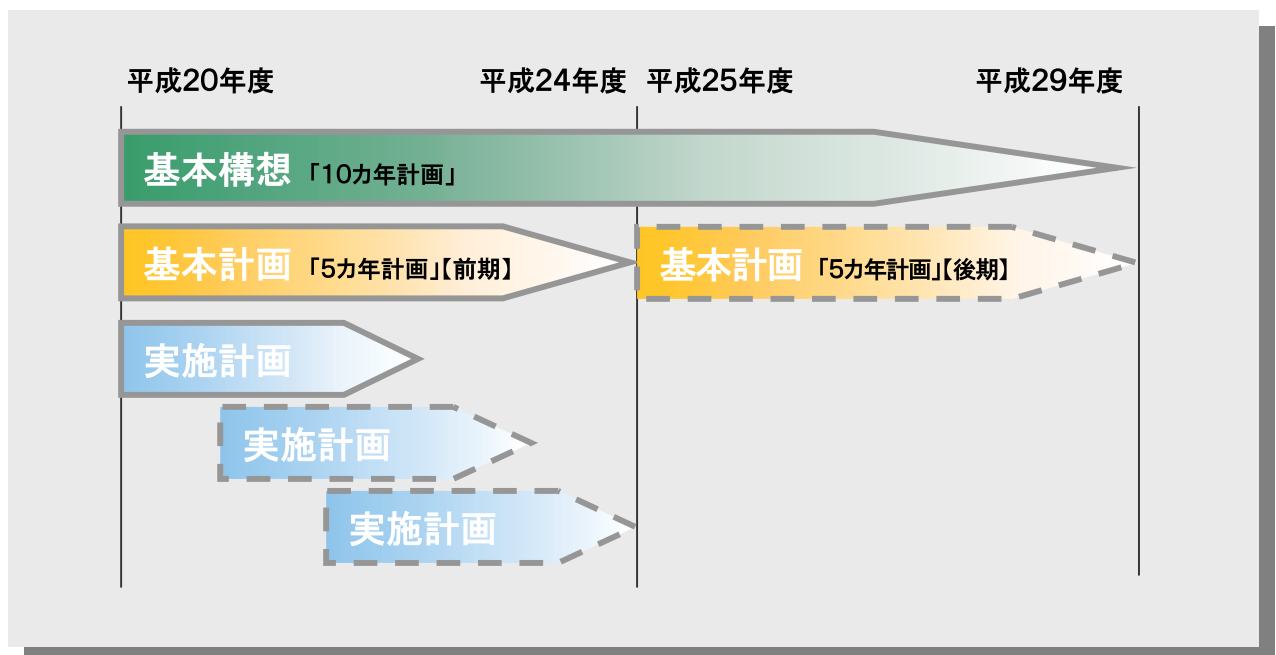 平成20年度 平成24年度 平成25年度 平成29年度
基本構想 「10カ年計画」
基本計画 「5カ年計画」【前期】 基本計画 「5カ年計画」【後期】
実施計画
実施計画
実施計画